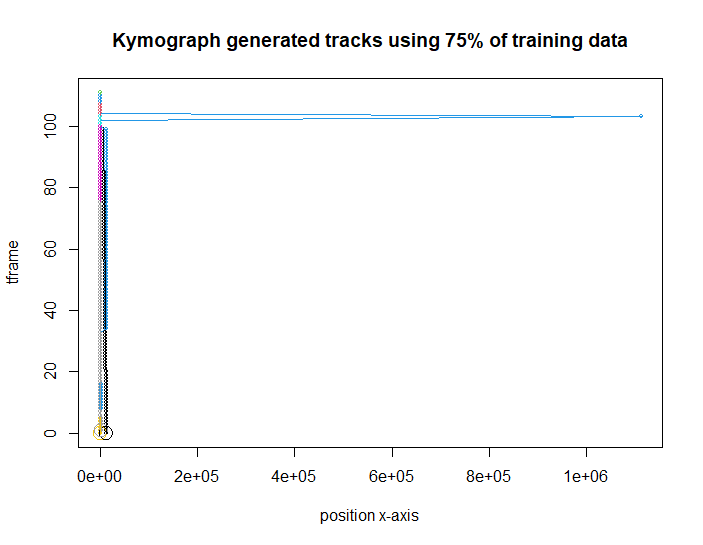 Kymograph generated tracks using 75% of training data
tframe
100
80
60
40
20
0
0e+00 2e+05 4e+05 6e+05 8e+05 1e+06
position x-axis